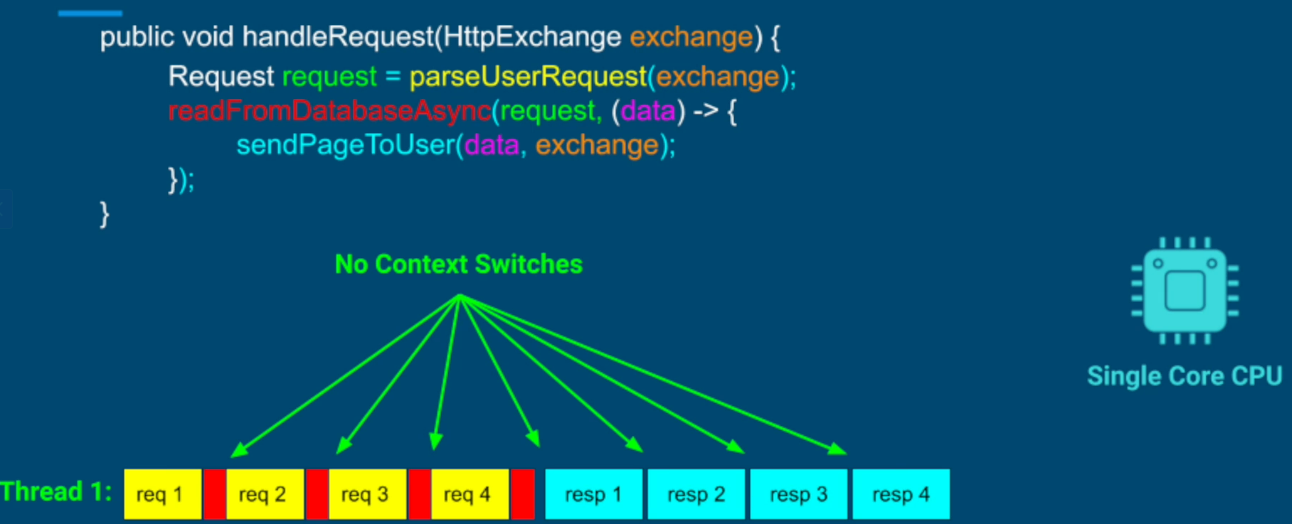 public void handleRequest(HttpExchange exchange) {
Request request = parseUserRequest(exchange);
readFromDatabaseAsync(request, (data) -> {
sendPageToUser(data, exchange);
});
}
No Context Switches
Single Core CPU
Thread 1: req 1 req 2 req 3 req 4 resp 1 resp 2 resp 3 resp 4